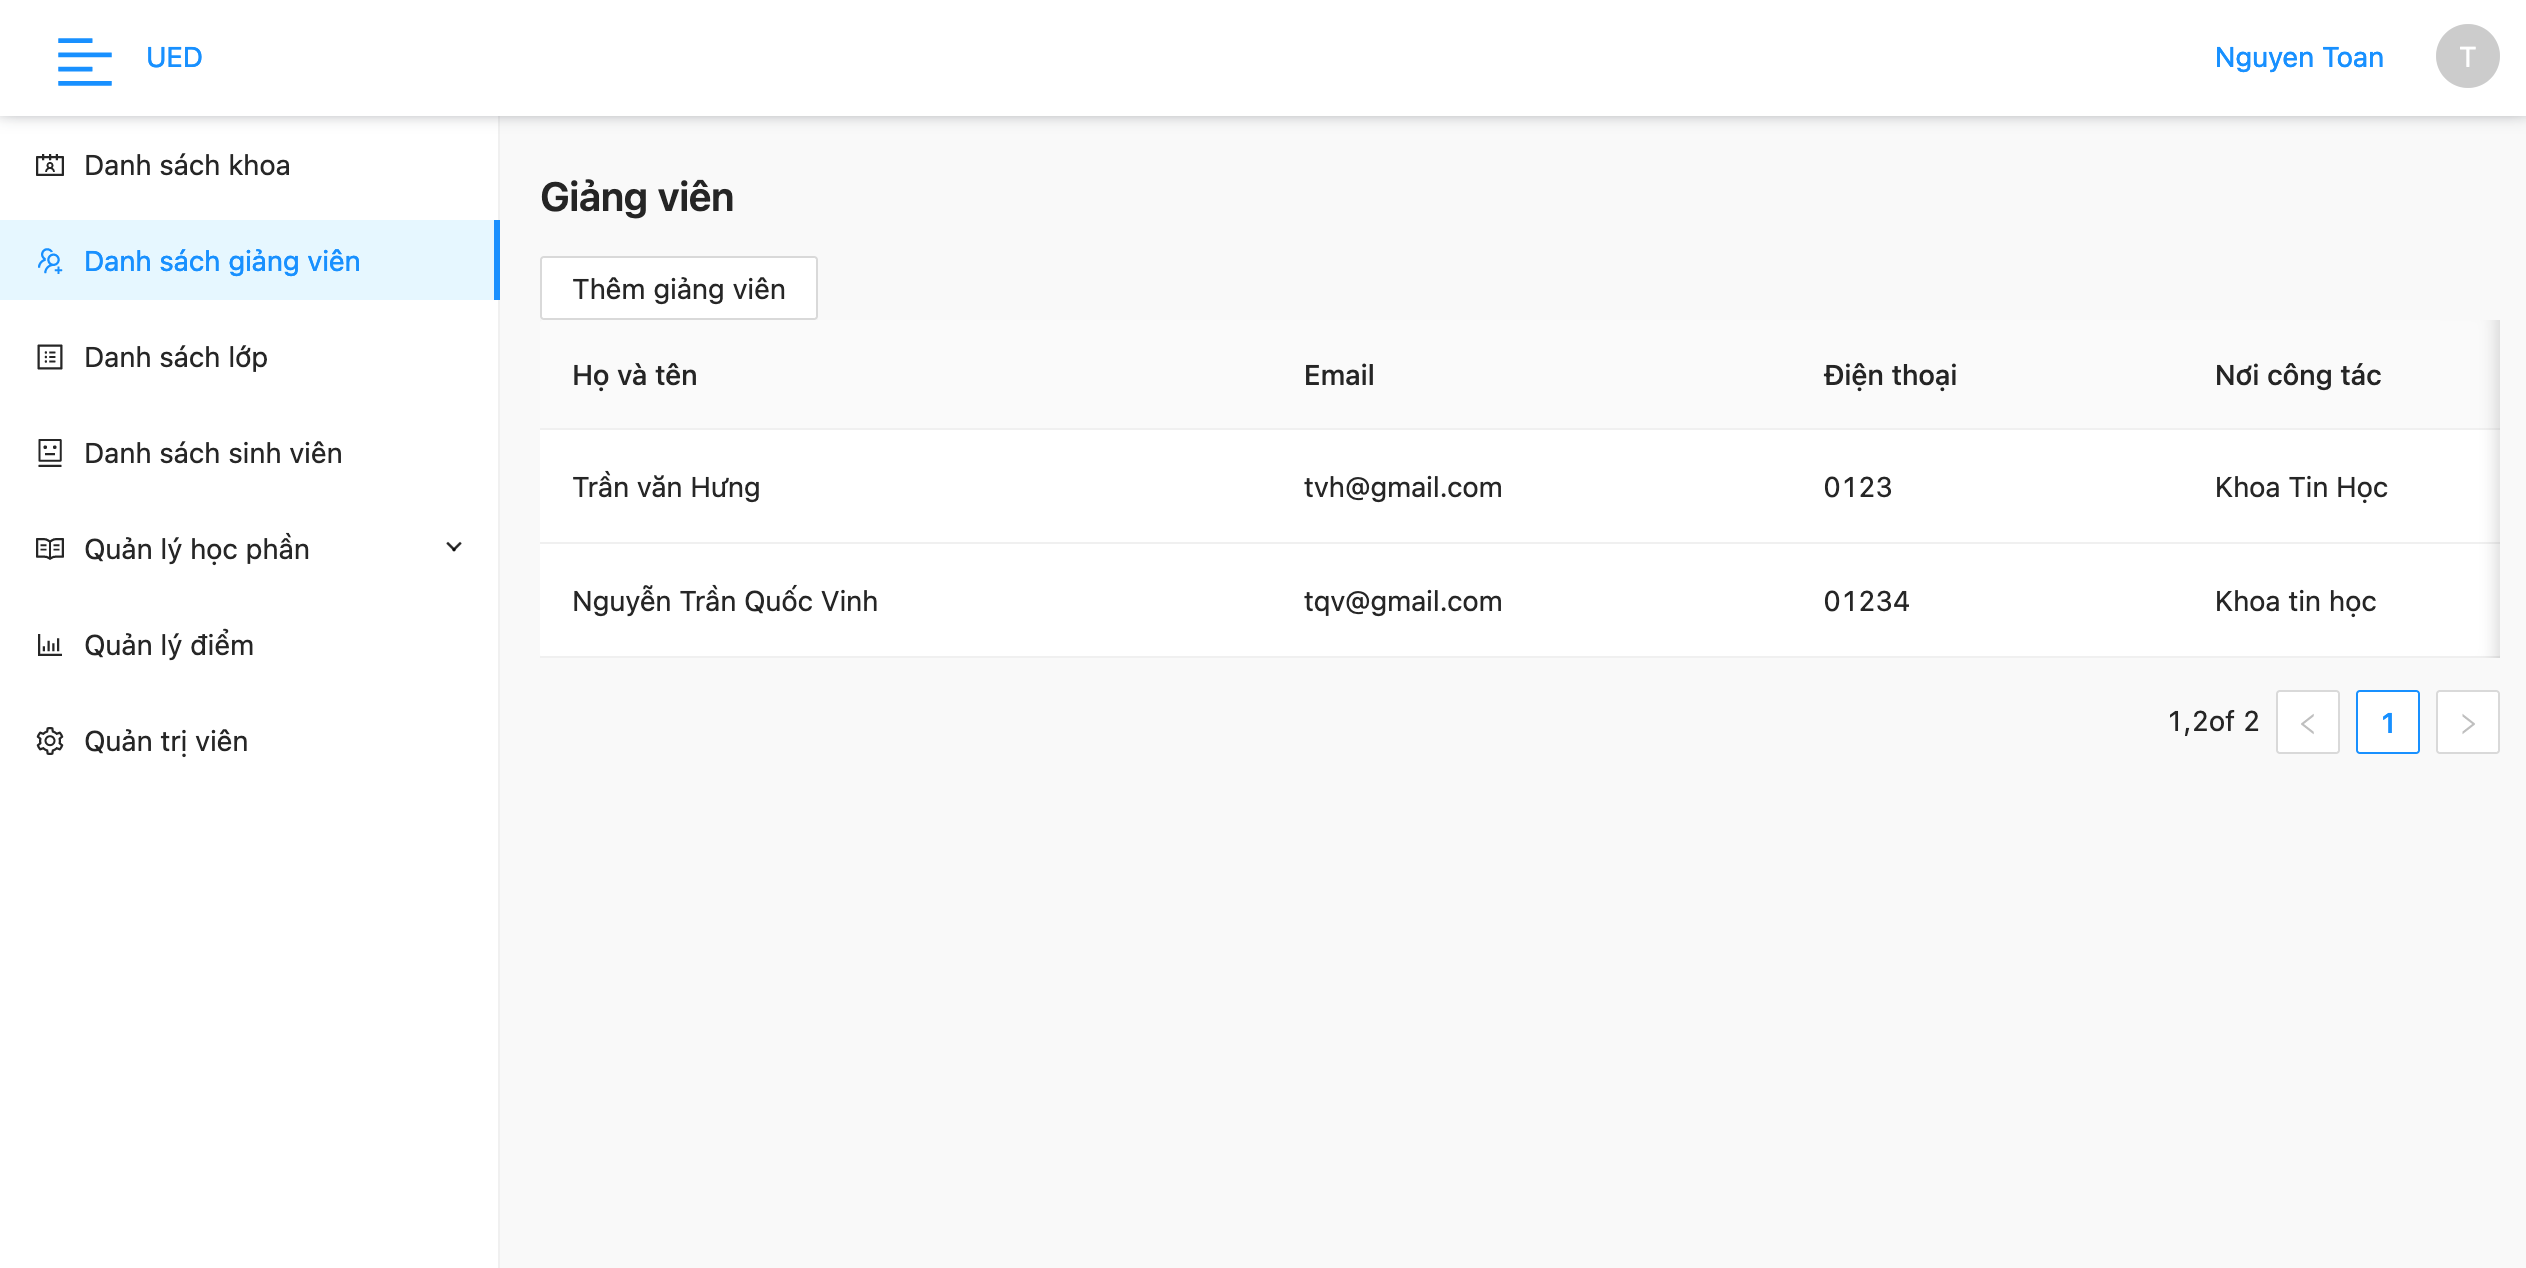 UED
Nguyen Toan
T
Danh sách khoa
Danh sách giảng viên
Danh sách lớp
Danh sách sinh viên
Quản lý học phần
Quản lý điểm
Quản trị viên
Giảng viên
Thêm giảng viên
Họ và tên Email Điện thoại Nơi công tác
Trần văn Hưng tvh@gmail.com 0123 Khoa Tin Học
Nguyễn Trần Quốc Vinh tqv@gmail.com 01234 Khoa tin học
1,2of 2 < 1 >